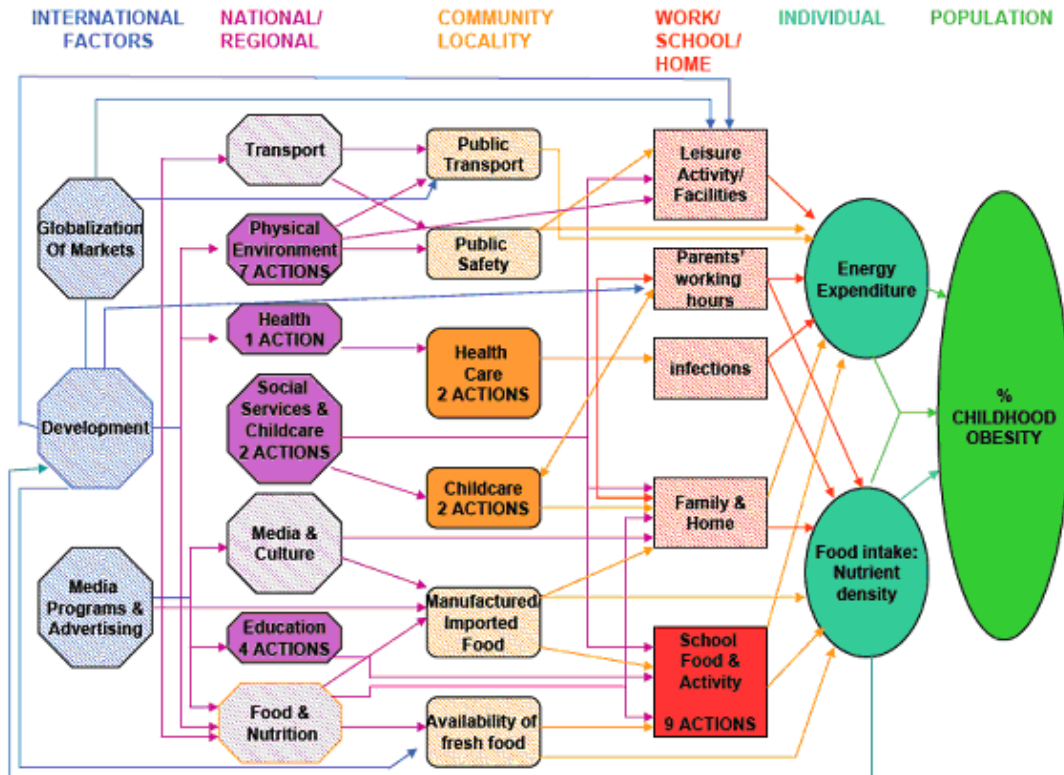 INTERNATIONAL
FACTORS
NATIONAL/
REGIONAL
COMMUNITY
LOCALITY
WORK/
SCHOOL/
HOME
INDIVIDUAL
POPULATION
Globalization
Of Markets
Development
Media
Programs &
Advertising
Transport
Physical
Environment
7 ACTIONS
Health
1 ACTION
Social
Services &
Childcare
2 ACTIONS
Media &
Culture
Education
4 ACTIONS
Food &
Nutrition
Public
Transport
Public
Safety
Health
Care
2 ACTIONS
Childcare
2 ACTIONS
Manufactured/
Imported
Food
Availability of
fresh food
Leisure
Activity/
Facilities
Parents'
working
hours
infections
Family &
Home
School
Food &
Activity
9 ACTIONS
Energy
Expenditure
Food intake:
Nutrient
density
%
CHILDHOOD
OBESITY